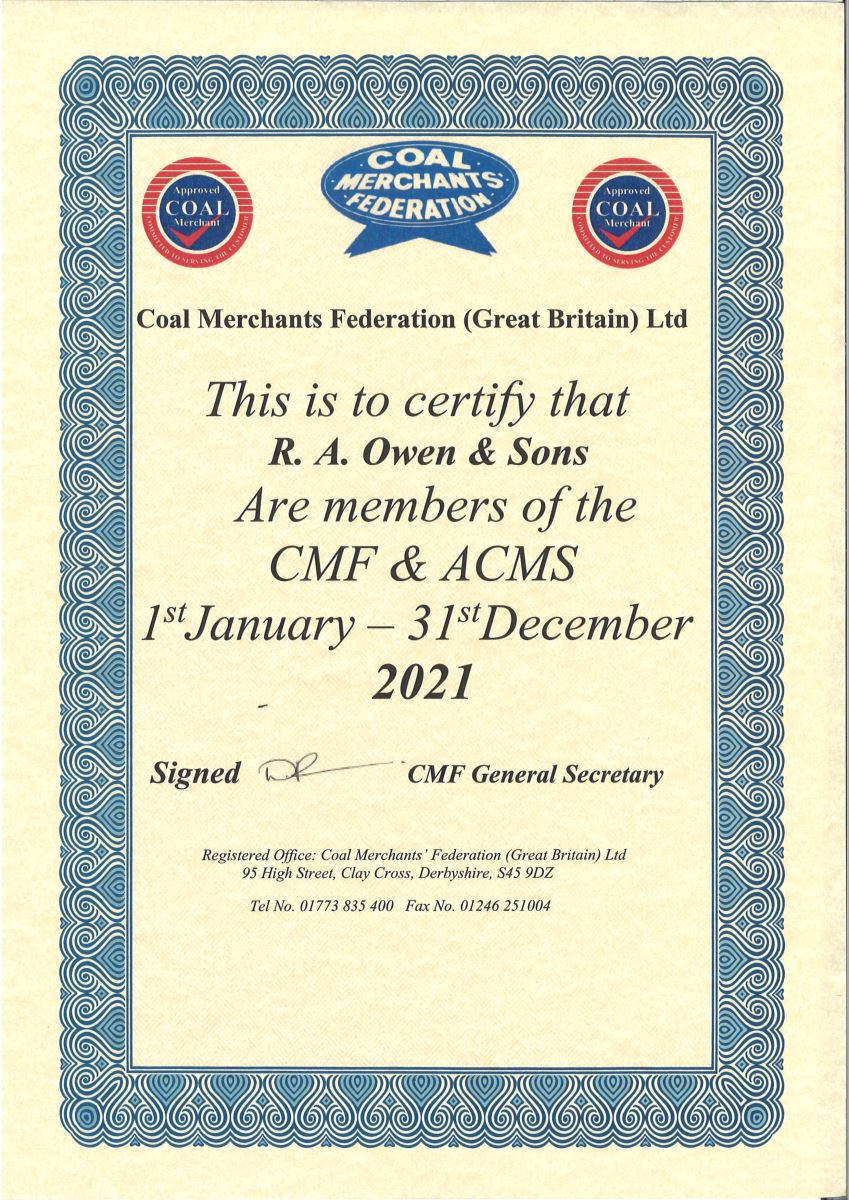 Approved
COAL
Merchant
COMMITTED TO SERVING THE CUSTOMER
COAL
MERCHANTS'
FEDERATION
Approved
COAL
Merchant
COMMITTED TO SERVING THE CUSTOMER
Coal Merchants Federation (Great Britain) Ltd
This is to certify that
R. A. Owen & Sons
Are members of the
CMF & ACMS
1st January – 31st December
2021
Signed CMF General Secretary
Registered Office: Coal Merchants' Federation (Great Britain) Ltd
95 High Street, Clay Cross, Derbyshire, S45 9DZ
Tel No. 01773 835 400 Fax No. 01246 251004